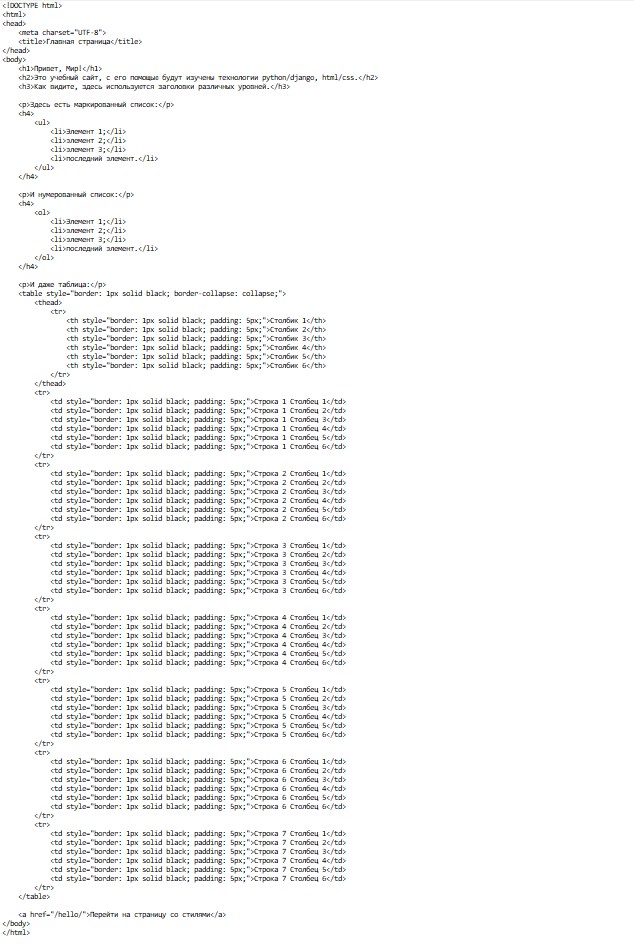 <!DOCTYPE html>
<html>
<head>
    <meta charset="UTF-8">
    <title>Главная страница</title>
</head>
<body>
    <h1>Привет, Мир!</h1>
    <h2>Это учебный сайт, с его помощью будут изучены технологии python/django, html/css.</h2>
    <h3>Как видите, здесь используются заголовки различных уровней.</h3>

    <p>Здесь есть маркированный список:</p>
    <h4>
        <ul>
            <li>Элемент 1;</li>
            <li>элемент 2;</li>
            <li>элемент 3;</li>
            <li>последний элемент.</li>
        </ul>
    </h4>

    <p>И нумерованный список:</p>
    <h4>
        <ol>
            <li>Элемент 1;</li>
            <li>элемент 2;</li>
            <li>элемент 3;</li>
            <li>последний элемент.</li>
        </ol>
    </h4>

    <p>И даже таблица:</p>
    <table style="border: 1px solid black; border-collapse: collapse;">
        <thead>
            <tr>
                <th style="border: 1px solid black; padding: 5px;">Столбик 1</th>
                <th style="border: 1px solid black; padding: 5px;">Столбик 2</th>
                <th style="border: 1px solid black; padding: 5px;">Столбик 3</th>
                <th style="border: 1px solid black; padding: 5px;">Столбик 4</th>
                <th style="border: 1px solid black; padding: 5px;">Столбик 5</th>
                <th style="border: 1px solid black; padding: 5px;">Столбик 6</th>
            </tr>
        </thead>
        <tr>
            <td style="border: 1px solid black; padding: 5px;">Строка 1 Столбец 1</td>
            <td style="border: 1px solid black; padding: 5px;">Строка 1 Столбец 2</td>
            <td style="border: 1px solid black; padding: 5px;">Строка 1 Столбец 3</td>
            <td style="border: 1px solid black; padding: 5px;">Строка 1 Столбец 4</td>
            <td style="border: 1px solid black; padding: 5px;">Строка 1 Столбец 5</td>
            <td style="border: 1px solid black; padding: 5px;">Строка 1 Столбец 6</td>
        </tr>
        <tr>
            <td style="border: 1px solid black; padding: 5px;">Строка 2 Столбец 1</td>
            <td style="border: 1px solid black; padding: 5px;">Строка 2 Столбец 2</td>
            <td style="border: 1px solid black; padding: 5px;">Строка 2 Столбец 3</td>
            <td style="border: 1px solid black; padding: 5px;">Строка 2 Столбец 4</td>
            <td style="border: 1px solid black; padding: 5px;">Строка 2 Столбец 5</td>
            <td style="border: 1px solid black; padding: 5px;">Строка 2 Столбец 6</td>
        </tr>
        <tr>
            <td style="border: 1px solid black; padding: 5px;">Строка 3 Столбец 1</td>
            <td style="border: 1px solid black; padding: 5px;">Строка 3 Столбец 2</td>
            <td style="border: 1px solid black; padding: 5px;">Строка 3 Столбец 3</td>
            <td style="border: 1px solid black; padding: 5px;">Строка 3 Столбец 4</td>
            <td style="border: 1px solid black; padding: 5px;">Строка 3 Столбец 5</td>
            <td style="border: 1px solid black; padding: 5px;">Строка 3 Столбец 6</td>
        </tr>
        <tr>
            <td style="border: 1px solid black; padding: 5px;">Строка 4 Столбец 1</td>
            <td style="border: 1px solid black; padding: 5px;">Строка 4 Столбец 2</td>
            <td style="border: 1px solid black; padding: 5px;">Строка 4 Столбец 3</td>
            <td style="border: 1px solid black; padding: 5px;">Строка 4 Столбец 4</td>
            <td style="border: 1px solid black; padding: 5px;">Строка 4 Столбец 5</td>
            <td style="border: 1px solid black; padding: 5px;">Строка 4 Столбец 6</td>
        </tr>
        <tr>
            <td style="border: 1px solid black; padding: 5px;">Строка 5 Столбец 1</td>
            <td style="border: 1px solid black; padding: 5px;">Строка 5 Столбец 2</td>
            <td style="border: 1px solid black; padding: 5px;">Строка 5 Столбец 3</td>
            <td style="border: 1px solid black; padding: 5px;">Строка 5 Столбец 4</td>
            <td style="border: 1px solid black; padding: 5px;">Строка 5 Столбец 5</td>
            <td style="border: 1px solid black; padding: 5px;">Строка 5 Столбец 6</td>
        </tr>
        <tr>
            <td style="border: 1px solid black; padding: 5px;">Строка 6 Столбец 1</td>
            <td style="border: 1px solid black; padding: 5px;">Строка 6 Столбец 2</td>
            <td style="border: 1px solid black; padding: 5px;">Строка 6 Столбец 3</td>
            <td style="border: 1px solid black; padding: 5px;">Строка 6 Столбец 4</td>
            <td style="border: 1px solid black; padding: 5px;">Строка 6 Столбец 5</td>
            <td style="border: 1px solid black; padding: 5px;">Строка 6 Столбец 6</td>
        </tr>
        <tr>
            <td style="border: 1px solid black; padding: 5px;">Строка 7 Столбец 1</td>
            <td style="border: 1px solid black; padding: 5px;">Строка 7 Столбец 2</td>
            <td style="border: 1px solid black; padding: 5px;">Строка 7 Столбец 3</td>
            <td style="border: 1px solid black; padding: 5px;">Строка 7 Столбец 4</td>
            <td style="border: 1px solid black; padding: 5px;">Строка 7 Столбец 5</td>
            <td style="border: 1px solid black; padding: 5px;">Строка 7 Столбец 6</td>
        </tr>
    </table>

    <a href="/hello/">Перейти на страницу со стилями</a>
</body>
</html>